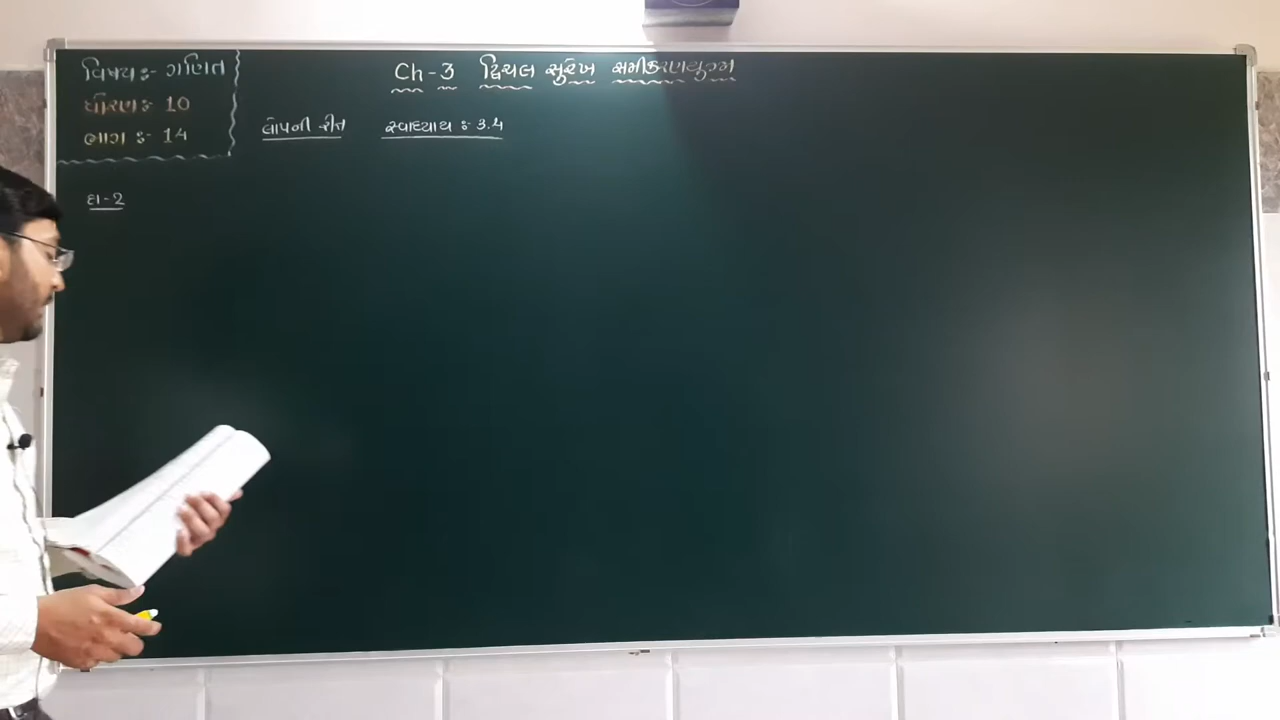 વિષય :- ગણિત
ધોરણ :- 10
ભાગ :- 14
Ch - 3 દ્વિચલ સુરેખ સમીકરણયુગ્મ
લોપની રીત સ્વાધ્યાય :- 3.4
દા - 2